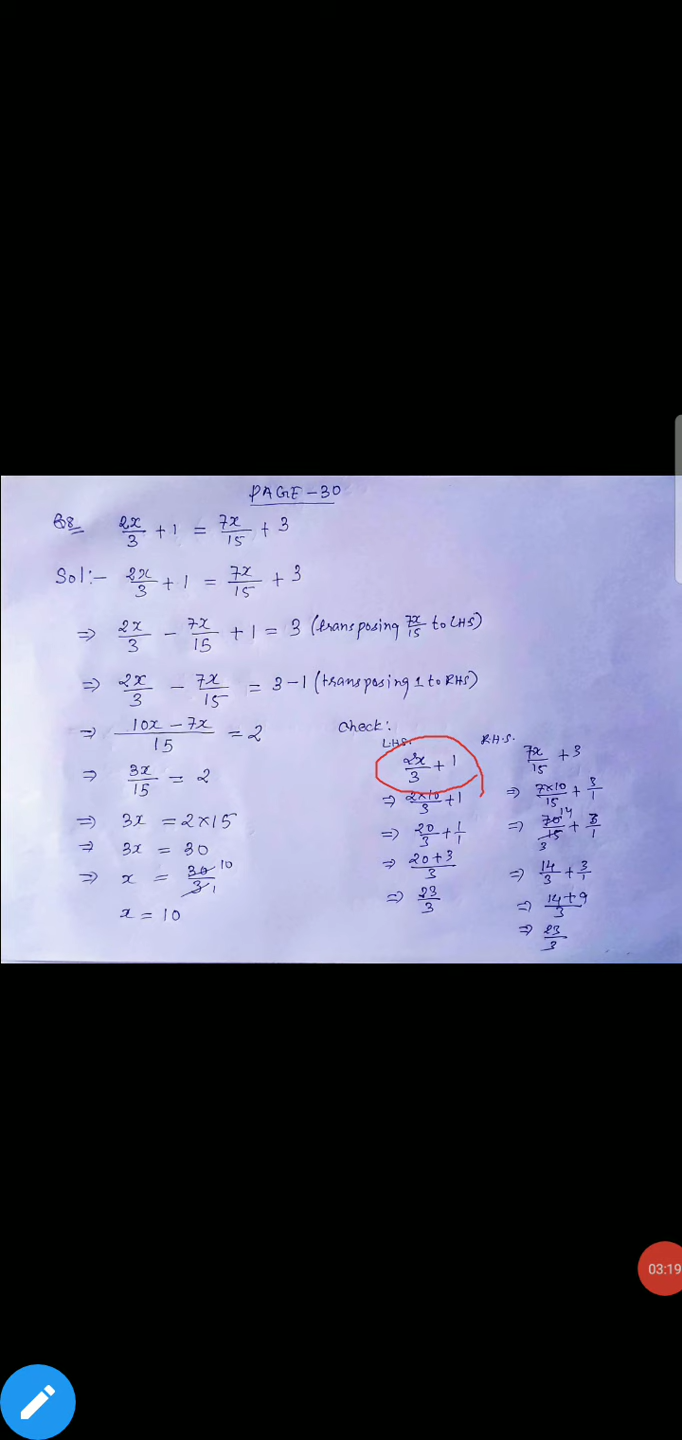 PAGE-30
Q8. 2x/3 + 1 = 7x/15 + 3
Sol:- 2x/3 + 1 = 7x/15 + 3
⇒ 2x/3 - 7x/15 + 1 = 3 (transposing 7x/15 to LHS)
⇒ 2x/3 - 7x/15 = 3-1 (transposing 1 to RHS)
⇒ 10x - 7x/15 = 2
⇒ 3x/15 = 2
⇒ 3x = 2×15
⇒ 3x = 30
⇒ x = 30/3 10 1
x = 10
Check:
L.H.S.
2x/3 + 1
⇒ 2×10/3 + 1
⇒ 20/3 + 1/1
⇒ 20+3/3
⇒ 23/3
R.H.S.
7x/15 + 3
⇒ 7×10/15 + 3/1
⇒ 70/15 14 3 + 3/1
⇒ 14/3 + 3/1
⇒ 14+9/3
⇒ 23/3
03:19